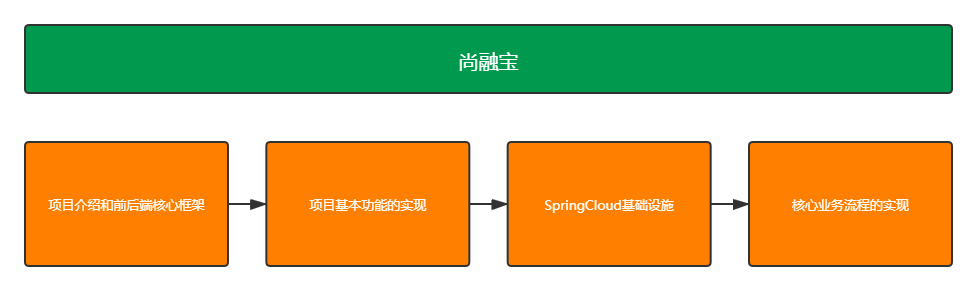 尚融宝
项目介绍和前后端核心框架
项目基本功能的实现
SpringCloud基础设施
核心业务流程的实现